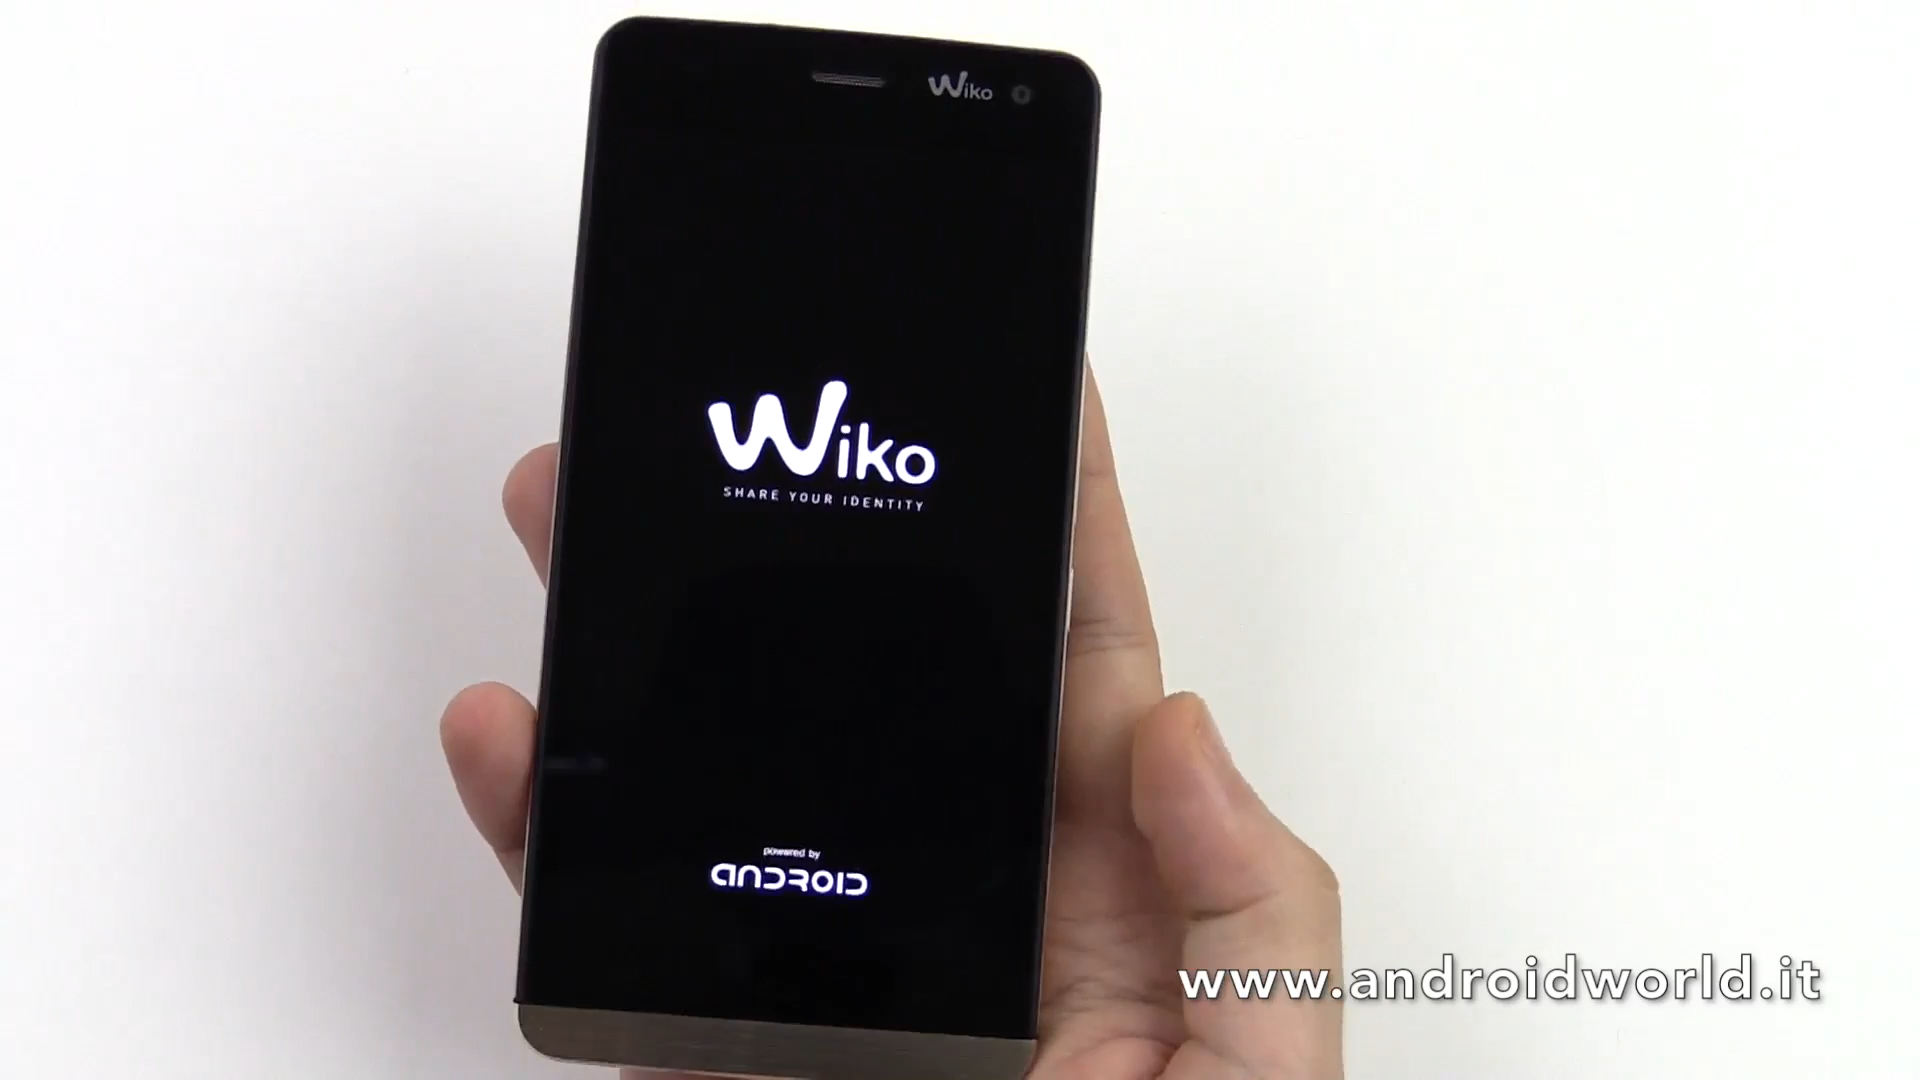 Wiko
Wiko
SHARE YOUR IDENTITY
powered by
ANDROID
www.androidworld.it